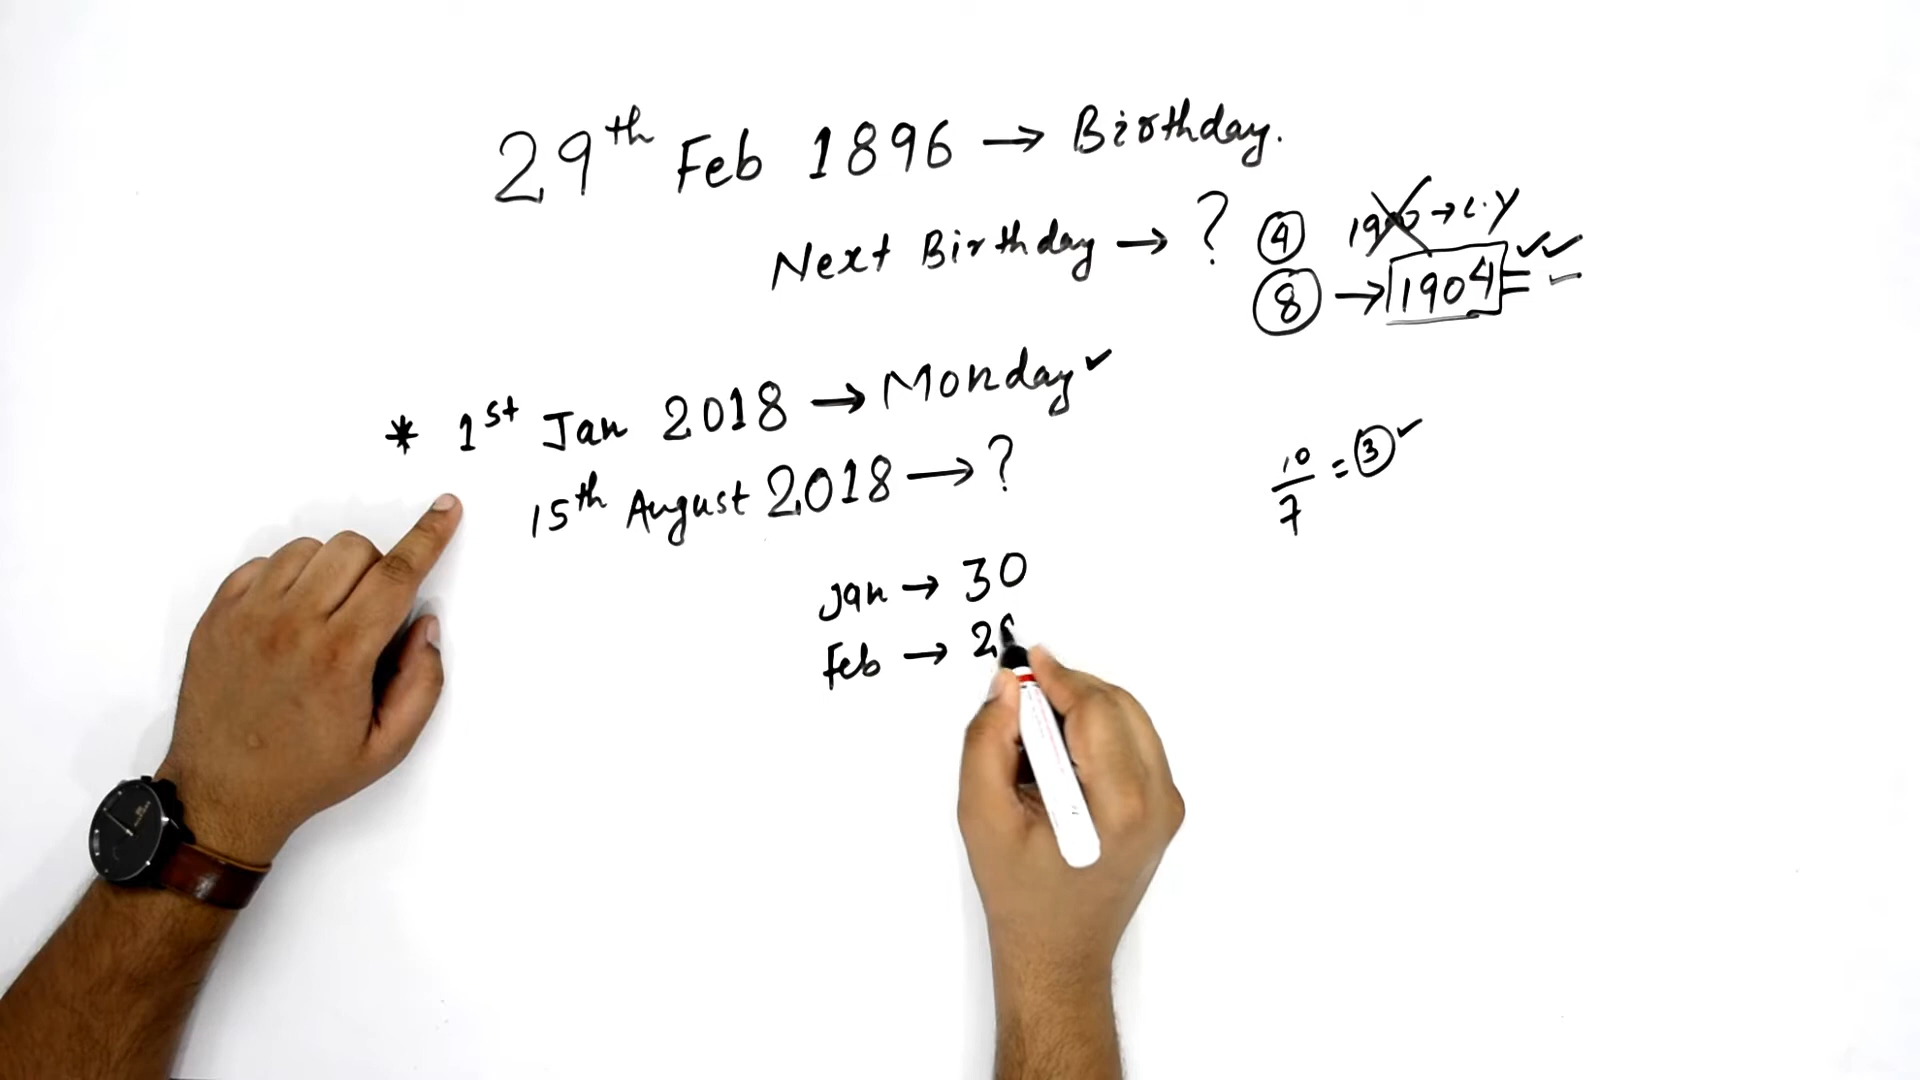 29th Feb 1896 → Birthday.
Next Birthday → ? ④ 1900 → L.Y
⑧ → 1904 =
* 1st Jan 2018 → Monday ✓
15th August 2018 → ?
10/7 = ③ ✓
Jan → 30
Feb → 2